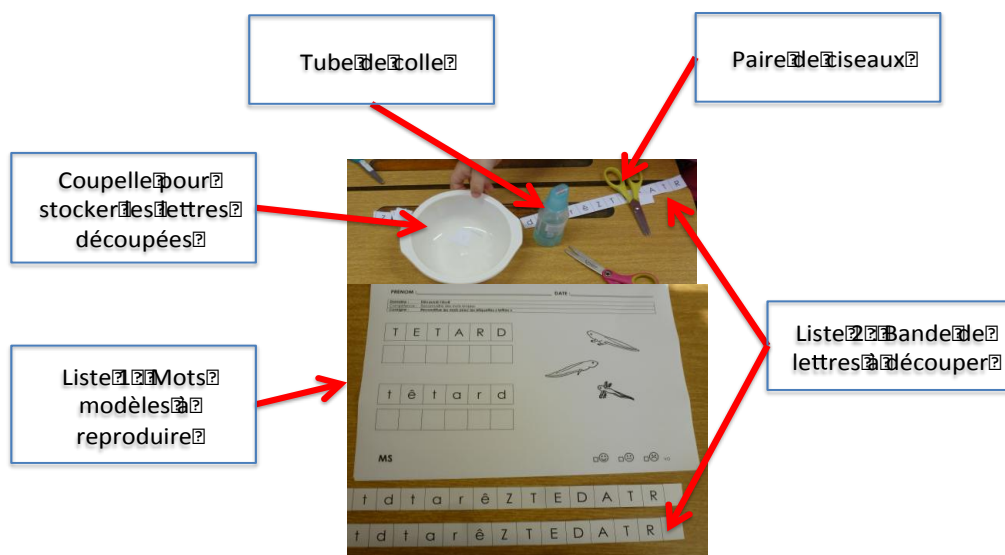 Tube de colle
Paire de ciseaux
Coupelle pour
stocker les lettres
découpées
d r ê Z t A T R
PRENOM : DATE :
T E T A R D
t ê t a r d
Liste 1 : Mots
modèles à
reproduire
Liste 2 : Bande de
lettres à découper
MS
t d t a r ê Z T E D A T R
t d t a r ê Z T E D A T R